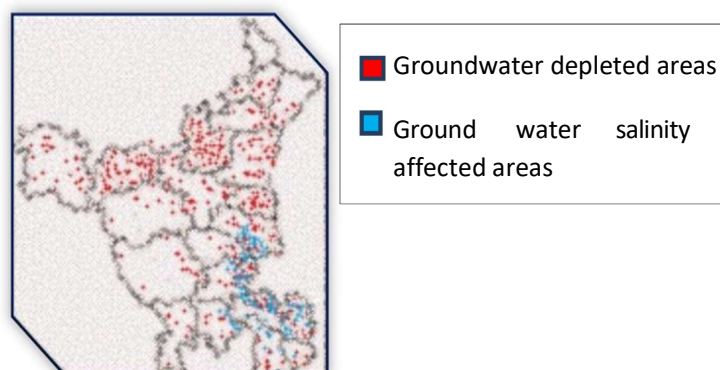 Groundwater depleted areas
Ground water salinity
affected areas